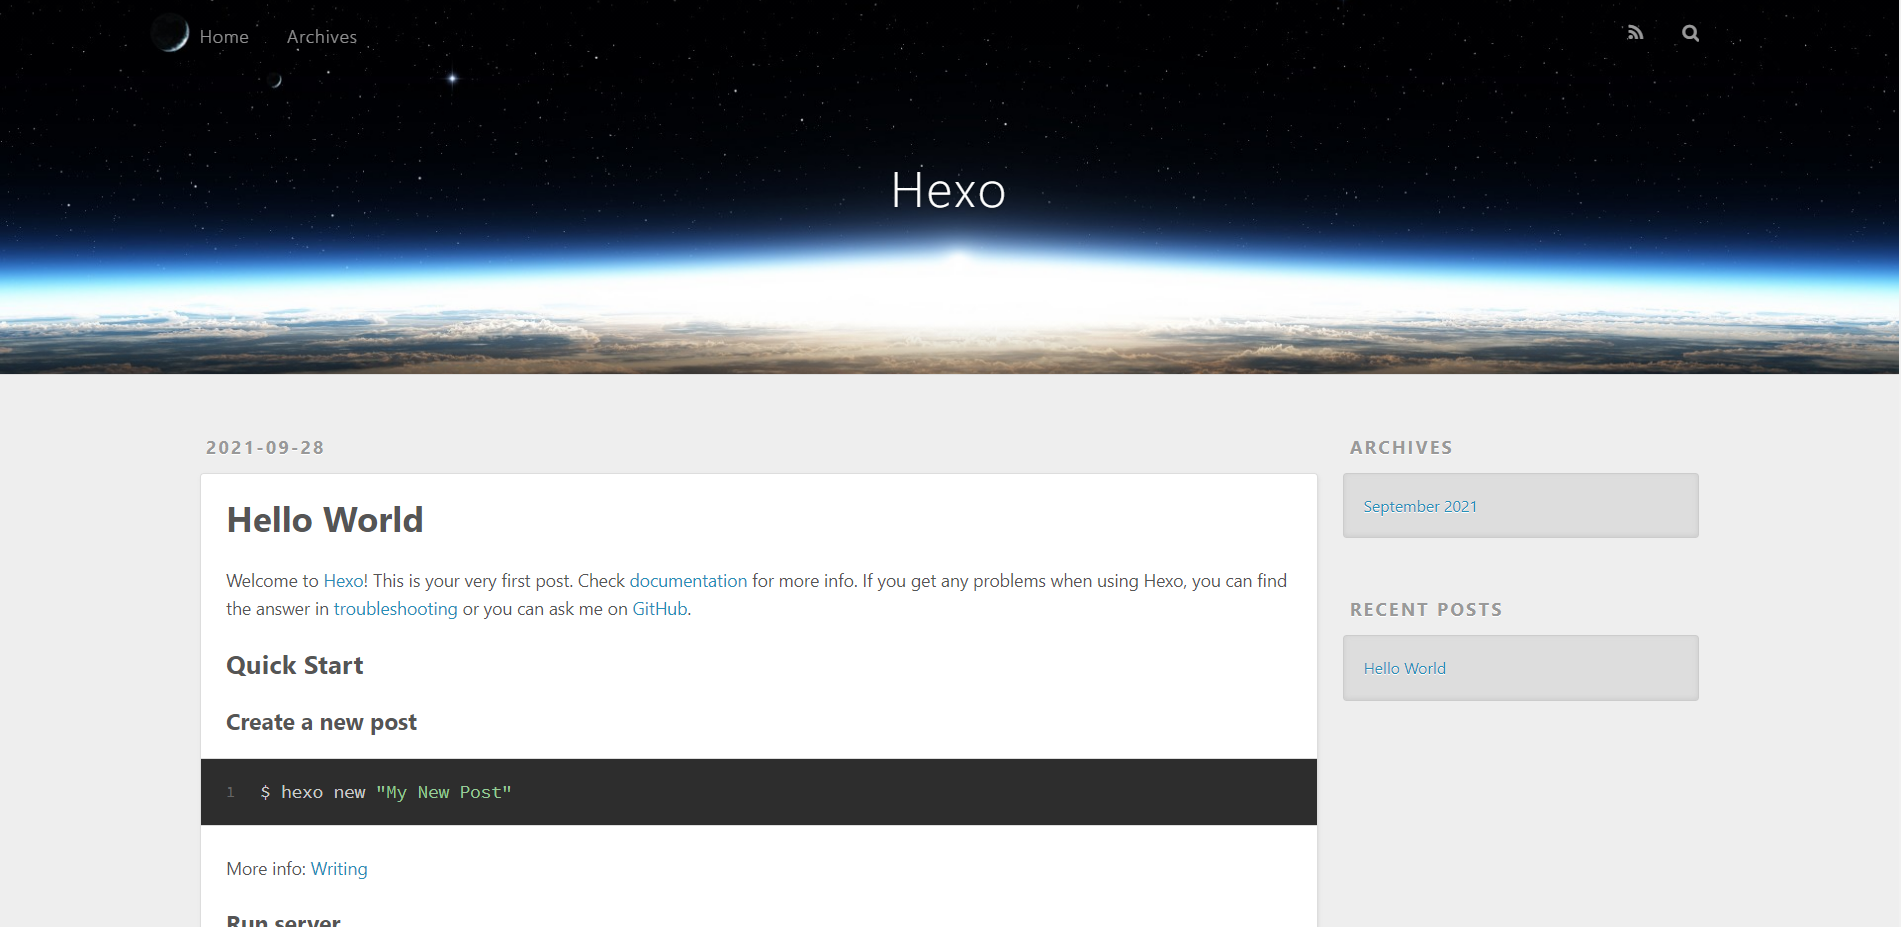 Home Archives
Hexo
2021-09-28
Hello World
Welcome to Hexo! This is your very first post. Check documentation for more info. If you get any problems when using Hexo, you can find
the answer in troubleshooting or you can ask me on GitHub.
Quick Start
Create a new post
1 $ hexo new "My New Post"
More info: Writing
Run server
ARCHIVES
September 2021
RECENT POSTS
Hello World